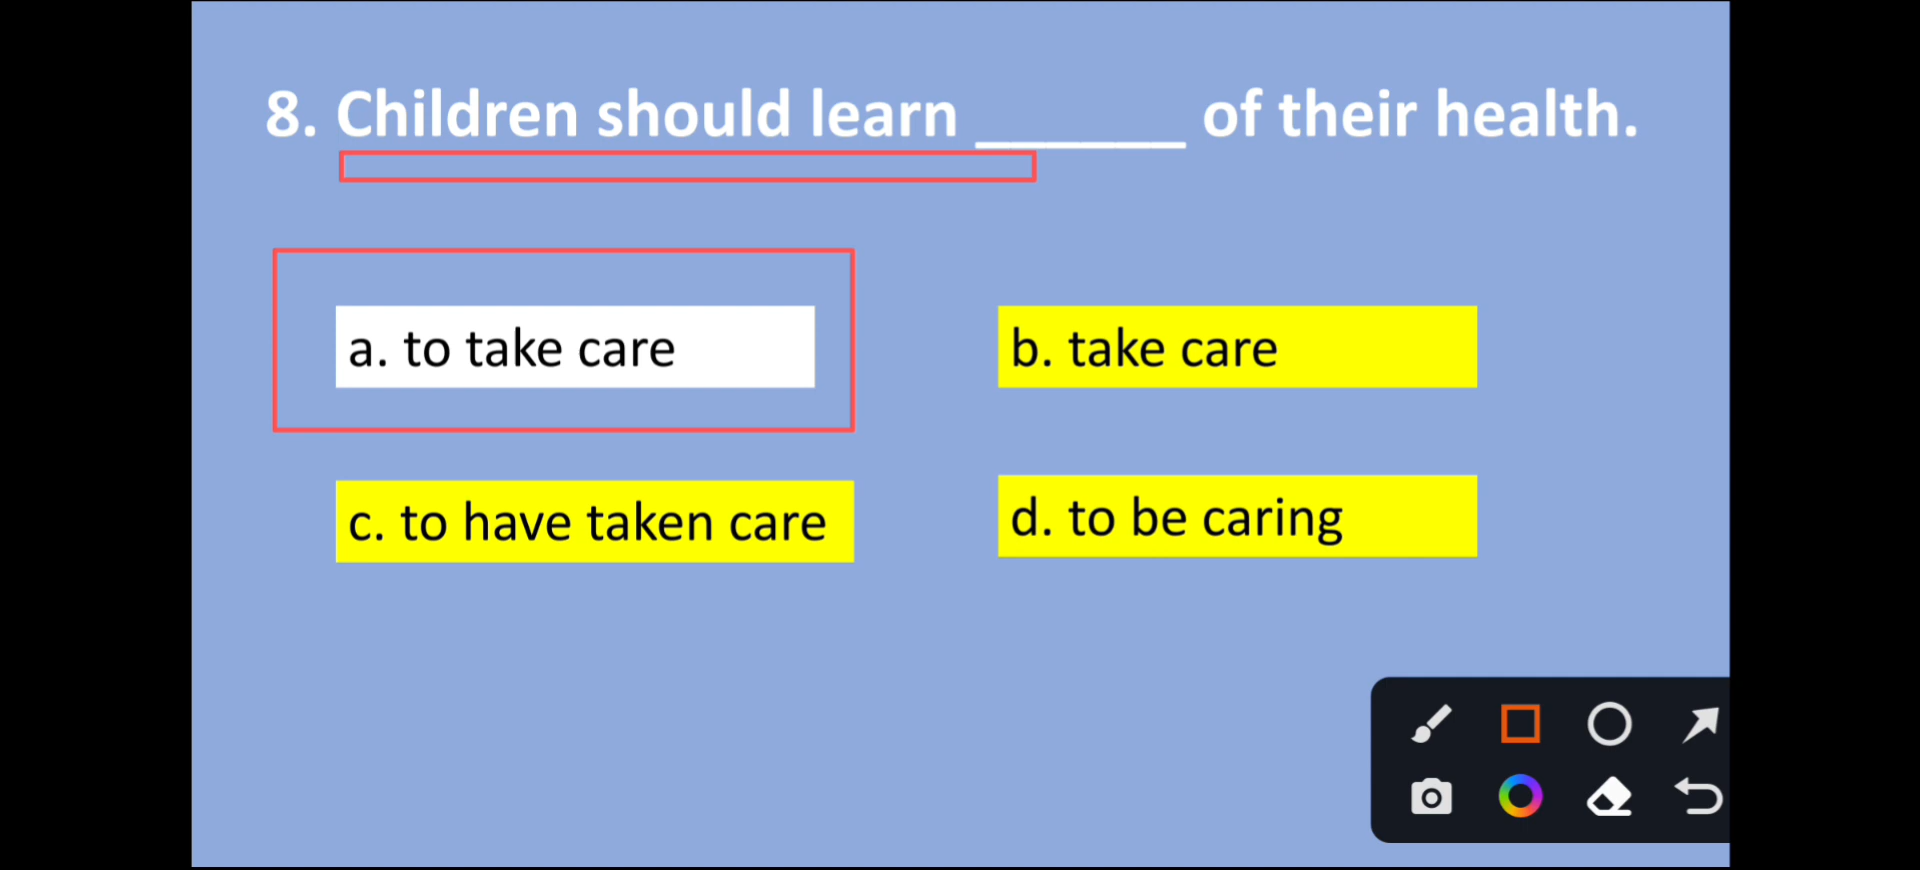 8. Children should learn _______ of their health.
a. to take care
b. take care
c. to have taken care
d. to be caring